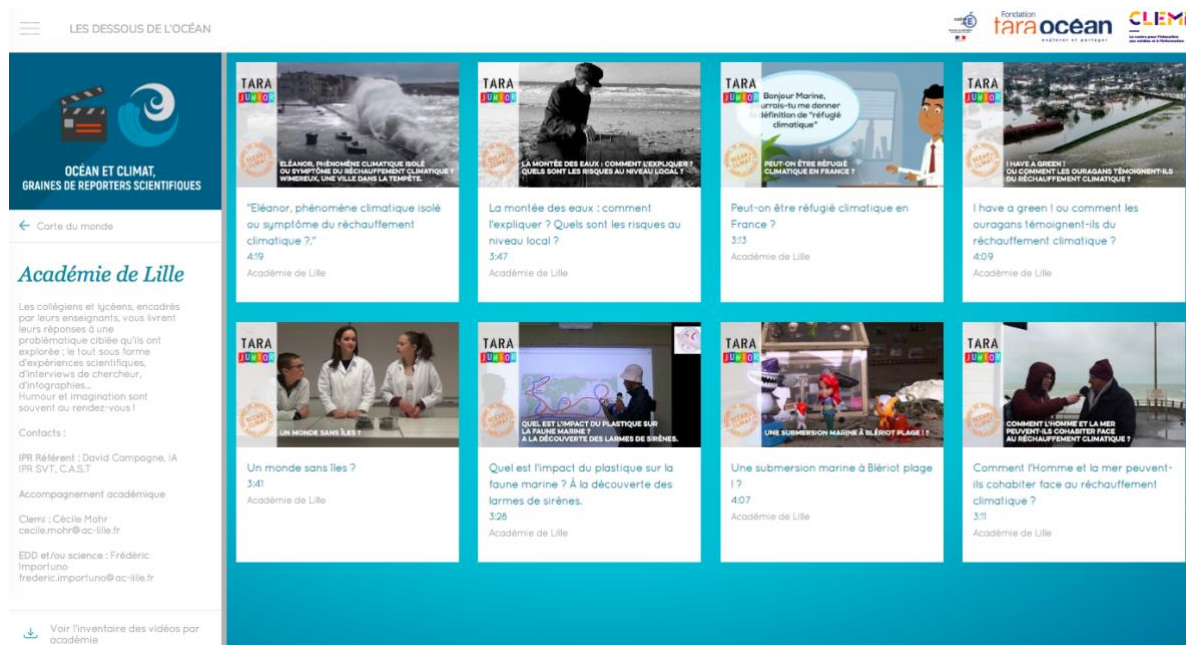 LES DESSOUS DE L'OCÉAN
Fondation
tara océan
explorer et partager
CLEMI
OCÉAN ET CLIMAT,
GRAINES DE REPORTERS SCIENTIFIQUES
← Carte du monde
Académie de Lille
Les collégiens et lycéens, encadrés
par leurs enseignants, vous livrent
leurs réponses à une
problématique ciblée qu'ils ont
explorée ; le tout sous forme
d'expériences scientifiques,
d'interviews de chercheur,
d'infographies...
Humour et imagination sont
souvent au rendez-vous !
Contacts :
IPR Référent : David Campagne, IA
IPR SVT, C.A.S.T
Accompagnement académique
Clemi : Cécile Mohr
cecile.mohr@ac-lille.fr
EDD et/ou science : Frédéric
Importuno
frederic.importuno@ac-lille.fr
Voir l'inventaire des vidéos par
académie
TARA
JUNIOR
ÉLÉANOR, PHÉNOMÈNE CLIMATIQUE ISOLÉ
OU SYMPTÔME DU RÉCHAUFFEMENT CLIMATIQUE ?
WIMEREUX, UNE VILLE DANS LA TEMPÊTE.
"Eléanor, phénomène climatique isolé
ou symptôme du réchauffement
climatique ?,"
4:19
Académie de Lille
TARA
JUNIOR
LA MONTÉE DES EAUX : COMMENT L'EXPLIQUER ?
QUELS SONT LES RISQUES AU NIVEAU LOCAL ?
La montée des eaux : comment
l'expliquer ? Quels sont les risques au
niveau local ?
3:47
Académie de Lille
TARA
JUNIOR
Bonjour Marine,
pourrais-tu me donner
la définition de "réfugié
climatique"
PEUT-ON ÊTRE RÉFUGIÉ
CLIMATIQUE EN FRANCE ?
Peut-on être réfugié climatique en
France ?
3:13
Académie de Lille
TARA
JUNIOR
I HAVE A GREEN !
OU COMMENT LES OURAGANS TÉMOIGNENT-ILS
DU RÉCHAUFFEMENT CLIMATIQUE ?
I have a green ! ou comment les
ouragans témoignent-ils du
réchauffement climatique ?
4:09
Académie de Lille
TARA
JUNIOR
UN MONDE SANS ÎLES ?
Un monde sans îles ?
3:41
Académie de Lille
TARA
JUNIOR
QUEL EST L'IMPACT DU PLASTIQUE SUR
LA FAUNE MARINE ?
A LA DÉCOUVERTE DES LARMES DE SIRÈNES.
Quel est l'impact du plastique sur la
faune marine ? À la découverte des
larmes de sirènes.
3:28
Académie de Lille
TARA
JUNIOR
UNE SUBMERSION MARINE À BLÉRIOT PLAGE ! ?
Une submersion marine à Blériot plage
! ?
4:07
Académie de Lille
TARA
JUNIOR
COMMENT L'HOMME ET LA MER
PEUVENT-ILS COHABITER FACE
AU RÉCHAUFFEMENT CLIMATIQUE ?
Comment l'Homme et la mer peuvent-
ils cohabiter face au réchauffement
climatique ?
3:11
Académie de Lille